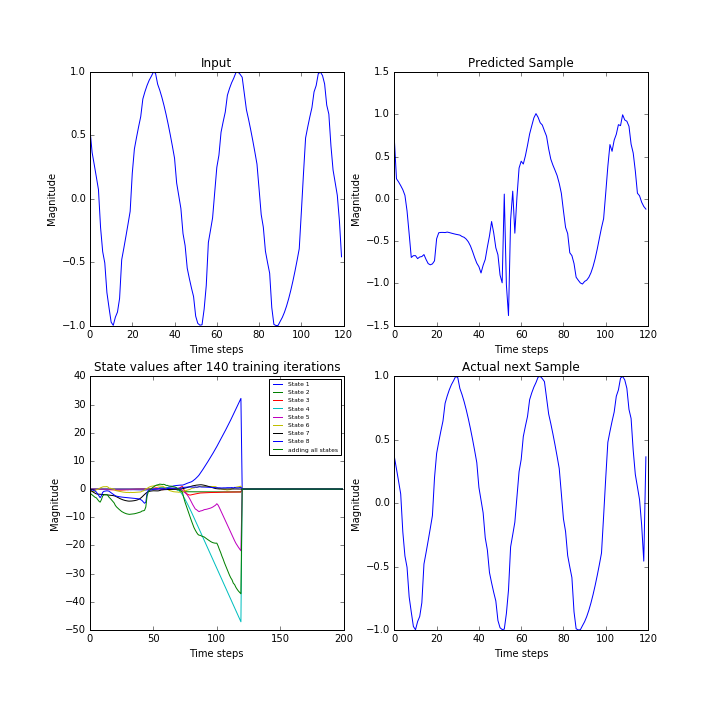 Input
Magnitude
1.0
0.5
0.0
−0.5
−1.0
0 20 40 60 80 100 120
Time steps
Predicted Sample
Magnitude
1.5
1.0
0.5
0.0
−0.5
−1.0
−1.5
0 20 40 60 80 100 120
Time steps
State values after 140 training iterations
Magnitude
40
30
20
10
0
−10
−20
−30
−40
−50
0 50 100 150 200
Time steps
State 1
State 2
State 3
State 4
State 5
State 6
State 7
State 8
adding all states
Actual next Sample
Magnitude
1.0
0.5
0.0
−0.5
−1.0
0 20 40 60 80 100 120
Time steps